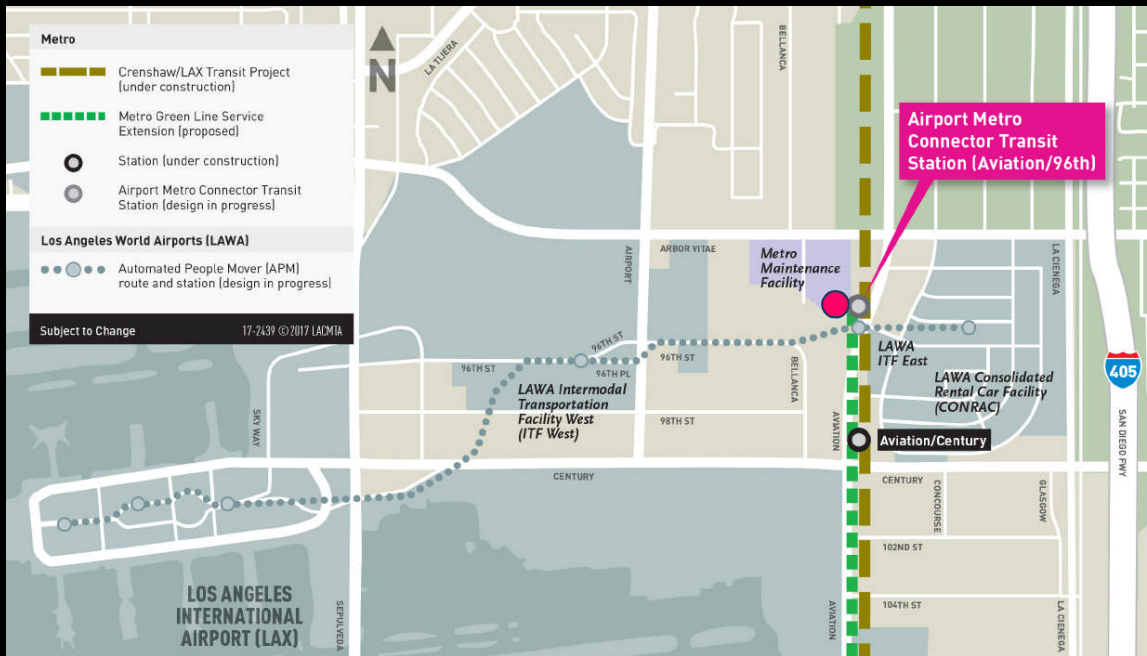 Metro
Crenshaw/LAX Transit Project
(under construction)
Metro Green Line Service
Extension (proposed)
Station (under construction)
Airport Metro Connector Transit
Station (design in progress)
Los Angeles World Airports (LAWA)
Automated People Mover (APM)
route and station (design in progress)
Subject to Change
17-2439 ©2017 LACMTA
N
LA TIJERA
BELLANCA
Airport Metro
Connector Transit
Station (Aviation/96th)
AIRPORT
ARBOR VITAE
Metro
Maintenance
Facility
LA CIENEGA
96TH ST
96TH ST
96TH PL
96TH ST
LAWA
ITF East
LAWA Intermodal
Transportation
Facility West
(ITF West)
BELLANCA
LAWA Consolidated
Rental Car Facility
(CONRAC)
405
SKY WAY
98TH ST
AVIATION
Aviation/Century
SAN DIEGO FWY
CENTURY
CENTURY
CONCOURSE
GLASGOW
102ND ST
LOS ANGELES
INTERNATIONAL
AIRPORT (LAX)
SEPULVEDA
AVIATION
104TH ST
LA CIENEGA